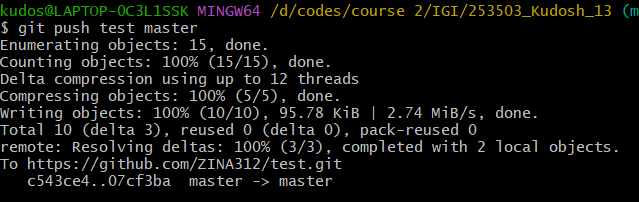 kudos@LAPTOP-OC3L1SSK MINGW64 /d/codes/course 2/IGI/253503_Kudosh_13 (m
$ git push test master
Enumerating objects: 15, done.
Counting objects: 100% (15/15), done.
Delta compression using up to 12 threads
Compressing objects: 100% (5/5), done.
Writing objects: 100% (10/10), 95.78 KiB | 2.74 MiB/s, done.
Total 10 (delta 3), reused 0 (delta 0), pack-reused 0
remote: Resolving deltas: 100% (3/3), completed with 2 local objects.
To https://github.com/ZINA312/test.git
   c543ce4..07cf3ba  master -> master